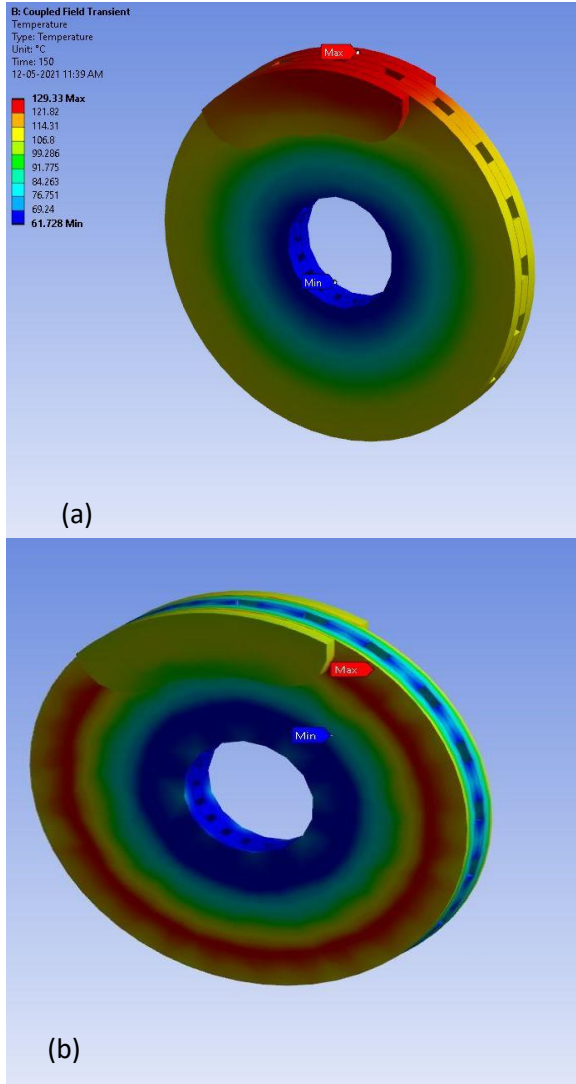 B: Coupled Field Transient
Temperature
Type: Temperature
Unit: °C
Time: 150
12-05-2021 11:39 AM
129.33 Max
121.82
114.31
106.8
99.286
91.775
84.263
76.751
69.24
61.728 Min
Max
Min
(a)
Max
Min
(b)